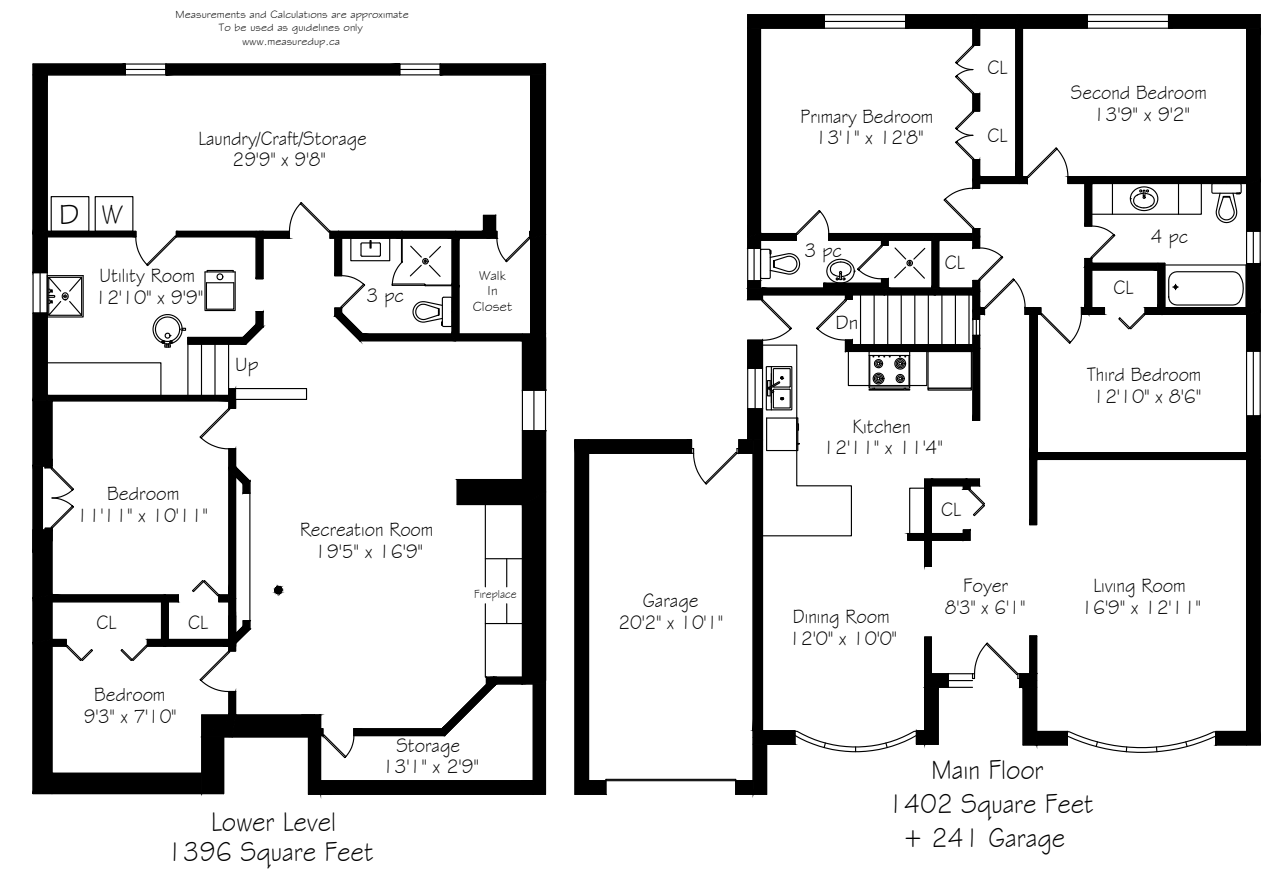 Measurements and Calculations are approximate
To be used as guidelines only
www.measuredup.ca
Laundry/Craft/Storage
29'9" x 9'8"
D
W
Utility Room
12'10" x 9'9"
3 pc
Walk
In
Closet
Up
Bedroom
11'11" x 10'11"
Recreation Room
19'5" x 16'9"
Fireplace
CL
CL
Bedroom
9'3" x 7'10"
Storage
13'1" x 2'9"
Lower Level
1396 Square Feet
Primary Bedroom
13'1" x 12'8"
CL
CL
Second Bedroom
13'9" x 9'2"
3 pc
CL
4 pc
CL
Dn
Third Bedroom
12'10" x 8'6"
Kitchen
12'11" x 11'4"
CL
Garage
20'2" x 10'1"
Dining Room
12'0" x 10'0"
Foyer
8'3" x 6'1"
Living Room
16'9" x 12'11"
Main Floor
1402 Square Feet
+ 241 Garage